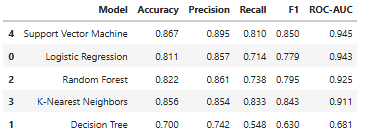 Model Accuracy Precision Recall F1 ROC-AUC
4 Support Vector Machine 0.867 0.895 0.810 0.850 0.945
0 Logistic Regression 0.811 0.857 0.714 0.779 0.943
2 Random Forest 0.822 0.861 0.738 0.795 0.925
3 K-Nearest Neighbors 0.856 0.854 0.833 0.843 0.911
1 Decision Tree 0.700 0.742 0.548 0.630 0.681